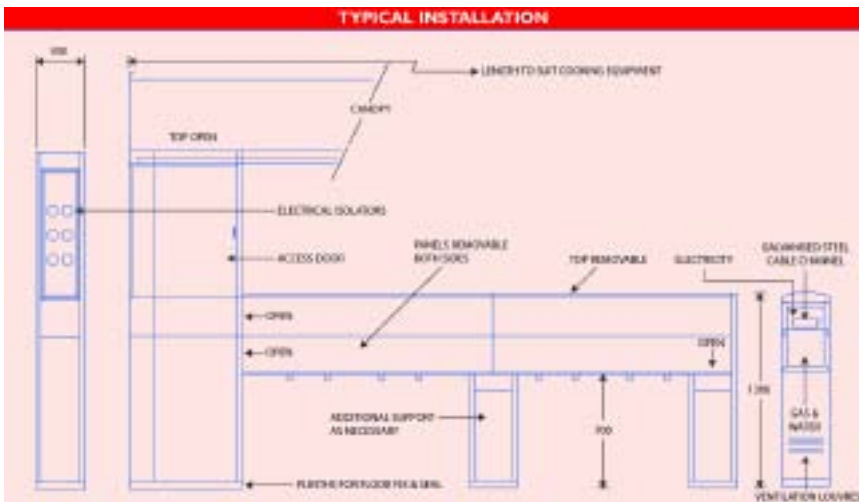 TYPICAL INSTALLATION
LENGTH TO SUIT COOKING EQUIPMENT
CANOPY
TOP OPEN
ELECTRICAL ISOLATORS
ACCESS DOOR
PANELS REMOVABLE
BOTH SIDES
TOP REMOVABLE
ELECTRICITY
GALVANISED STEEL
CABLE CHANNEL
OPEN
OPEN
OPEN
ADDITIONAL SUPPORT
AS NECESSARY
GAS &
WATER
PLINTHS FOR FLOOR FIX & SEAL
VENTILATION LOUVRES